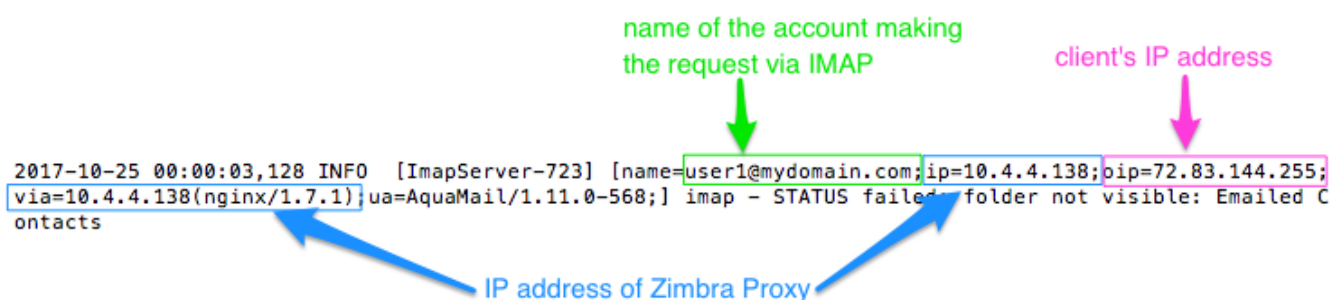 name of the account making
the request via IMAP
client's IP address
2017-10-25 00:00:03,128 INFO  [ImapServer-723] [name=user1@mydomain.com;ip=10.4.4.138;oip=72.83.144.255;
via=10.4.4.138(nginx/1.7.1);ua=AquaMail/1.11.0-568;] imap - STATUS failed: folder not visible: Emailed C
ontacts
IP address of Zimbra Proxy